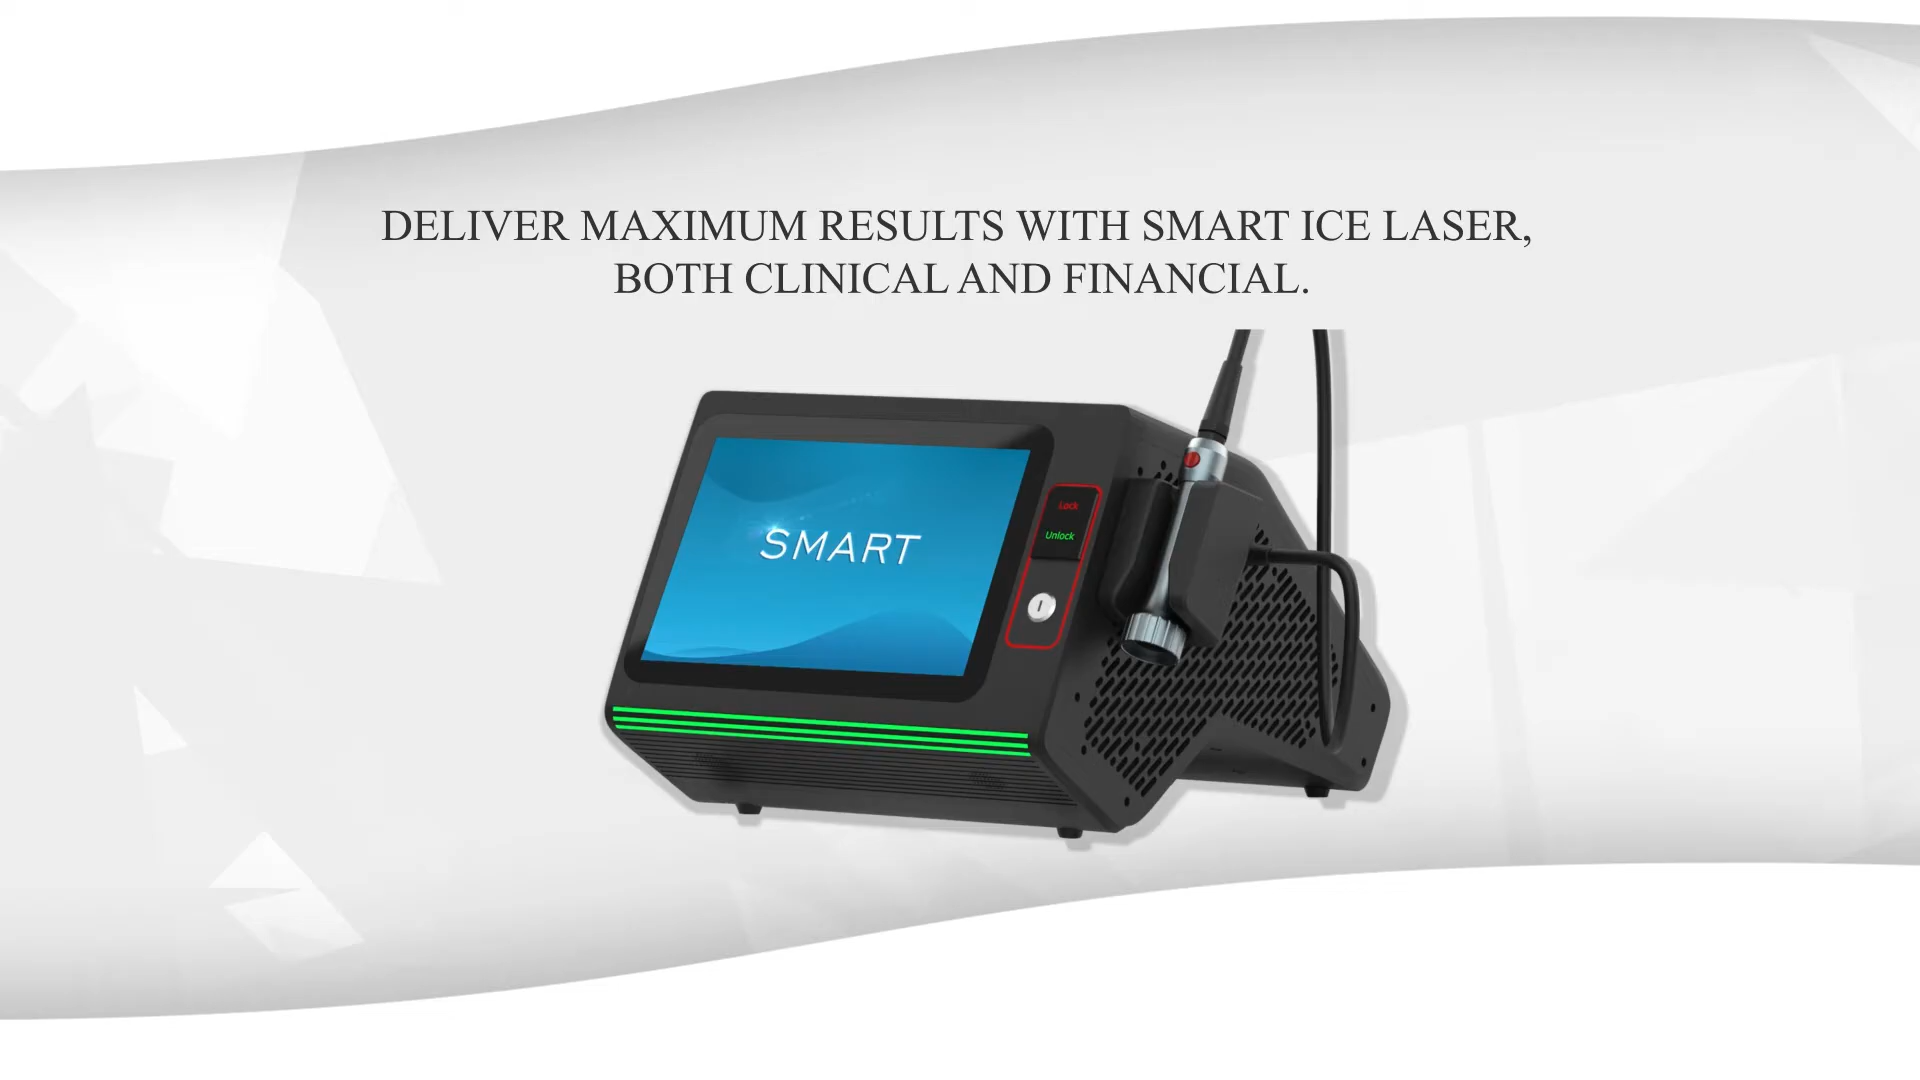 DELIVER MAXIMUM RESULTS WITH SMART ICE LASER,
BOTH CLINICAL AND FINANCIAL.
SMART
Lock
Unlock